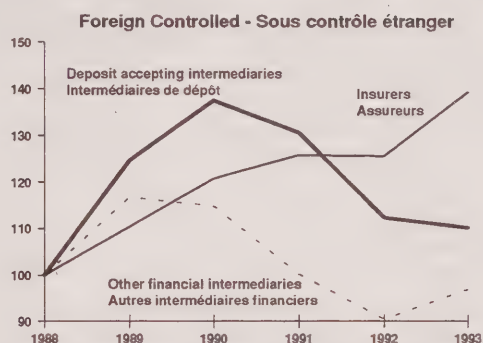 Foreign Controlled - Sous contrôle étranger
150
140
130
120
110
100
90
Deposit accepting intermediaries
Intermédiaires de dépôt
Insurers
Assureurs
Other financial intermediaries
Autres intermédiaires financiers
1988 1989 1990 1991 1992 1993